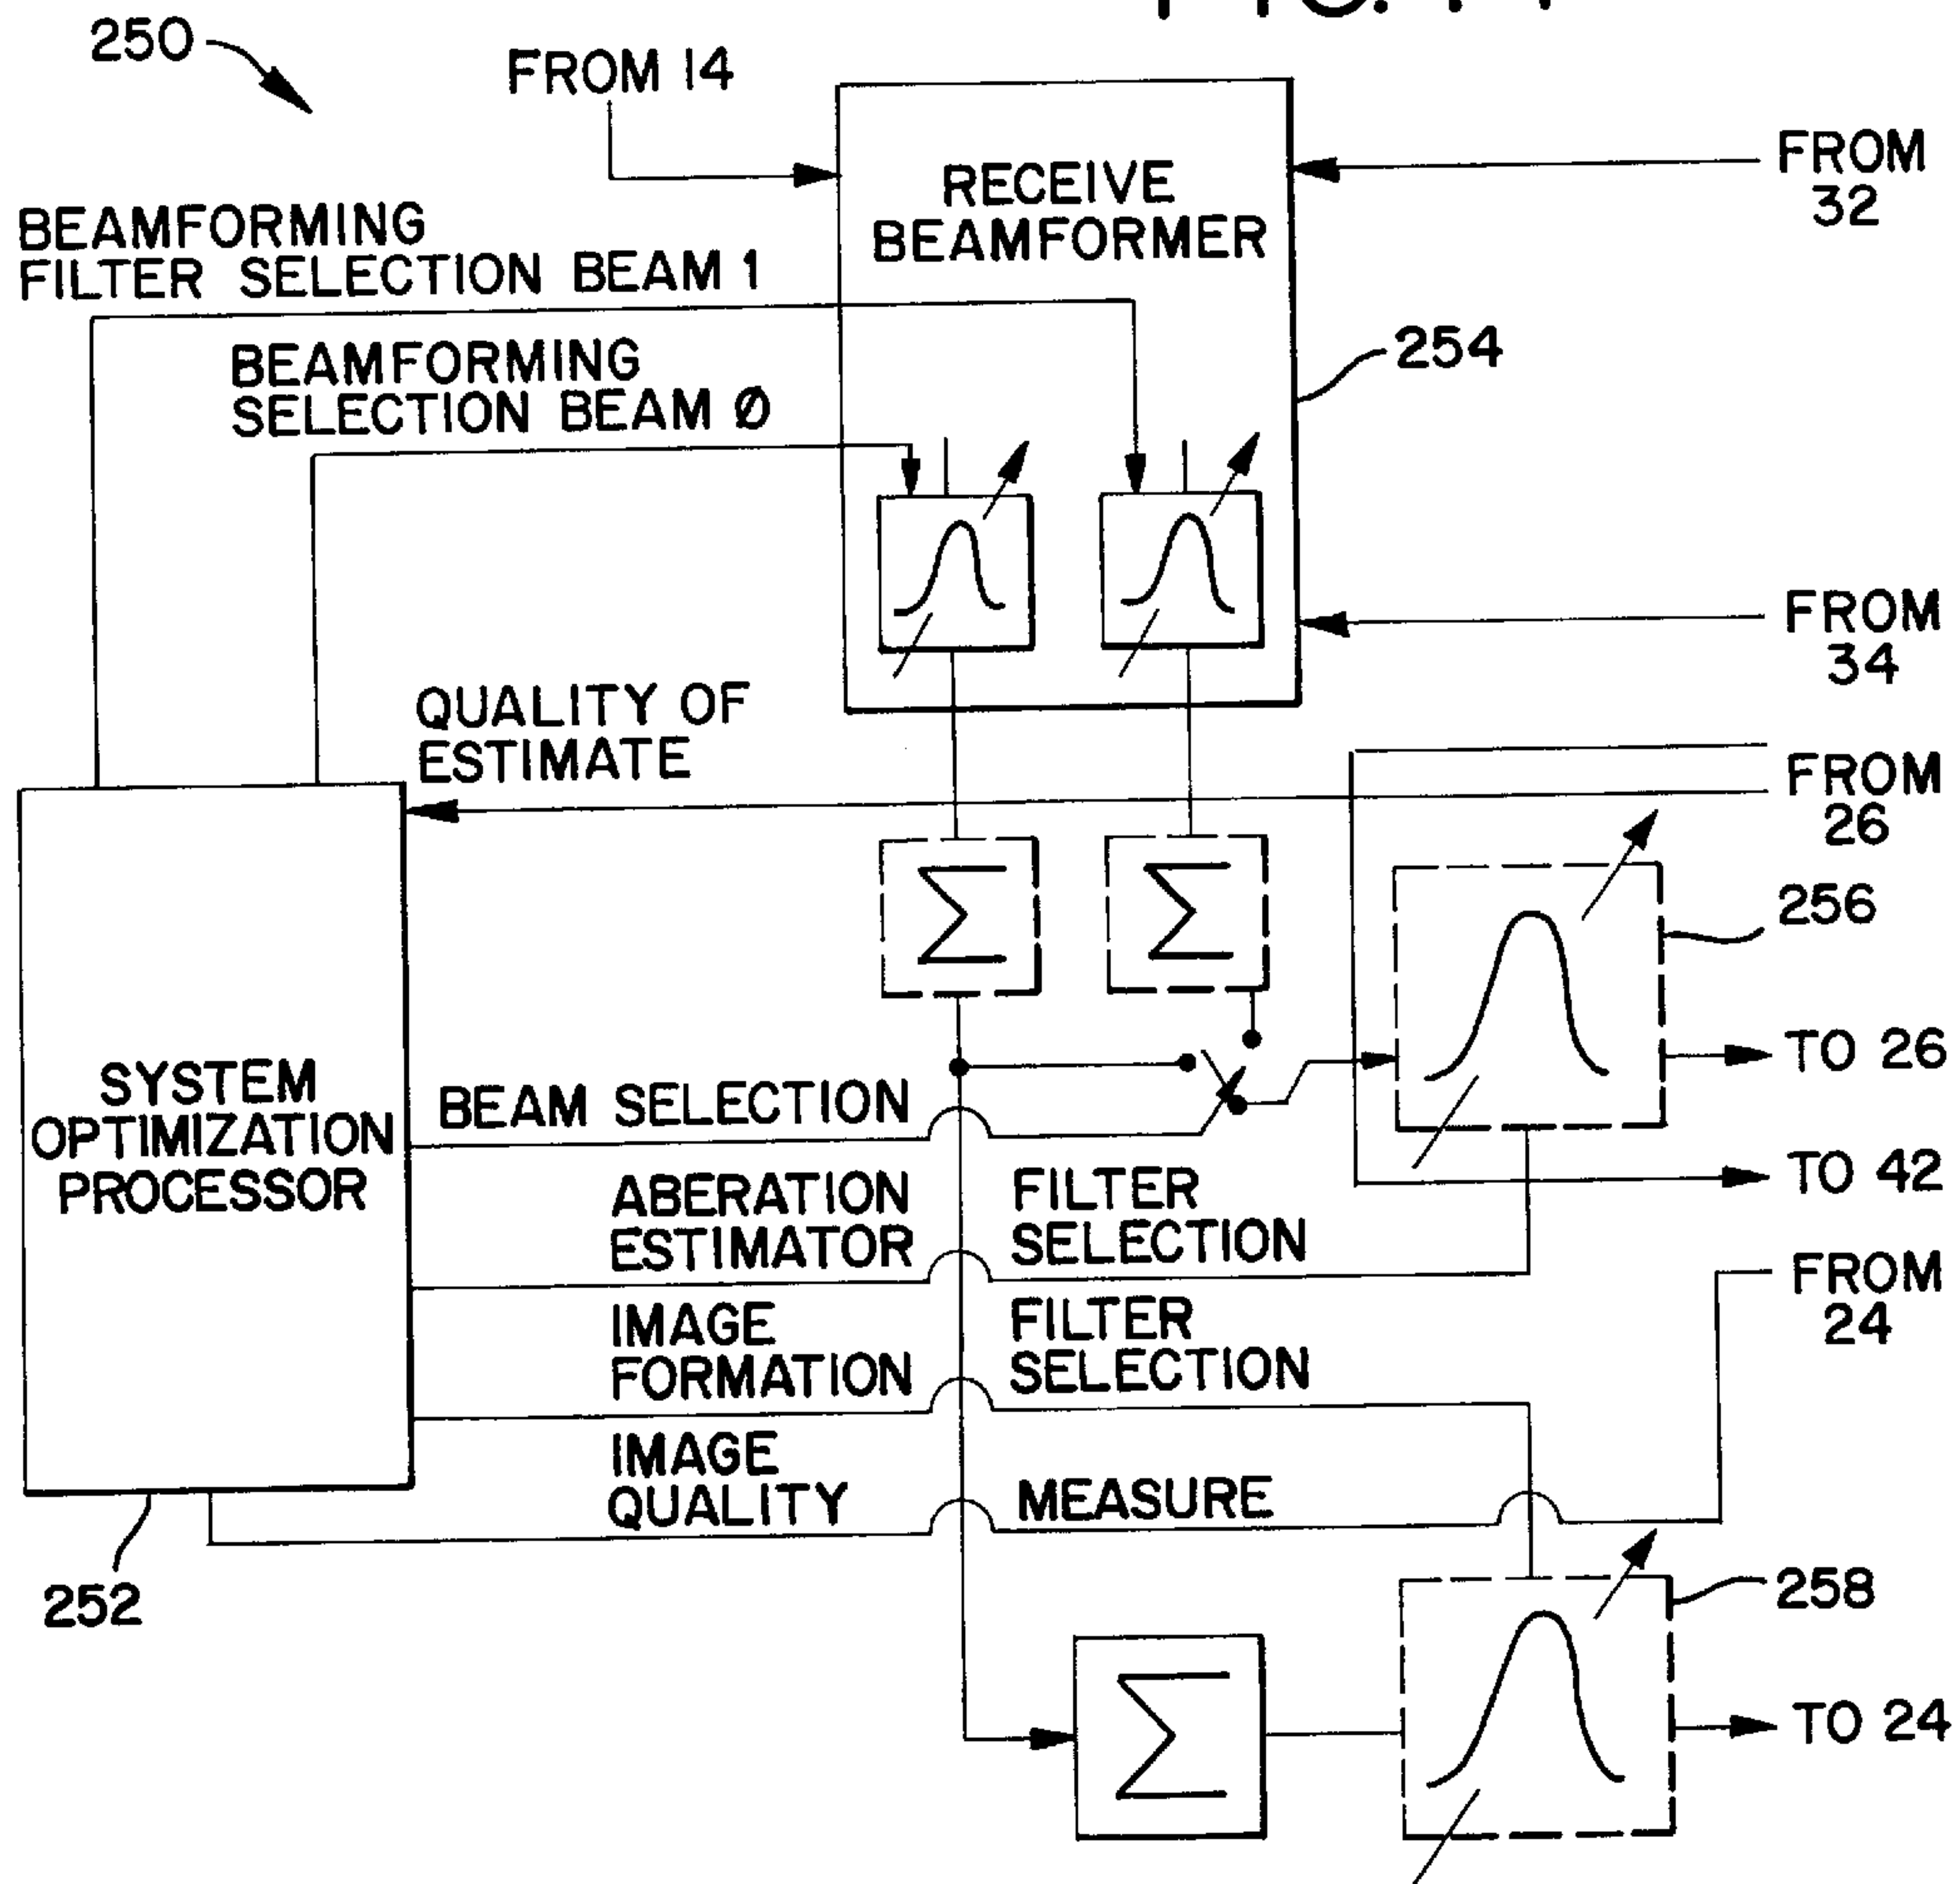 250
FROM 14
RECEIVE
BEAMFORMER
FROM
32
BEAMFORMING
FILTER SELECTION BEAM 1
254
BEAMFORMING
SELECTION BEAM Ø
FROM
34
QUALITY OF
ESTIMATE
FROM
26
256
Σ
Σ
TO 26
SYSTEM
OPTIMIZATION
PROCESSOR
BEAM SELECTION
TO 42
ABERATION
ESTIMATOR
FILTER
SELECTION
FROM
24
IMAGE
FORMATION
FILTER
SELECTION
IMAGE
QUALITY
MEASURE
252
258
Σ
TO 24